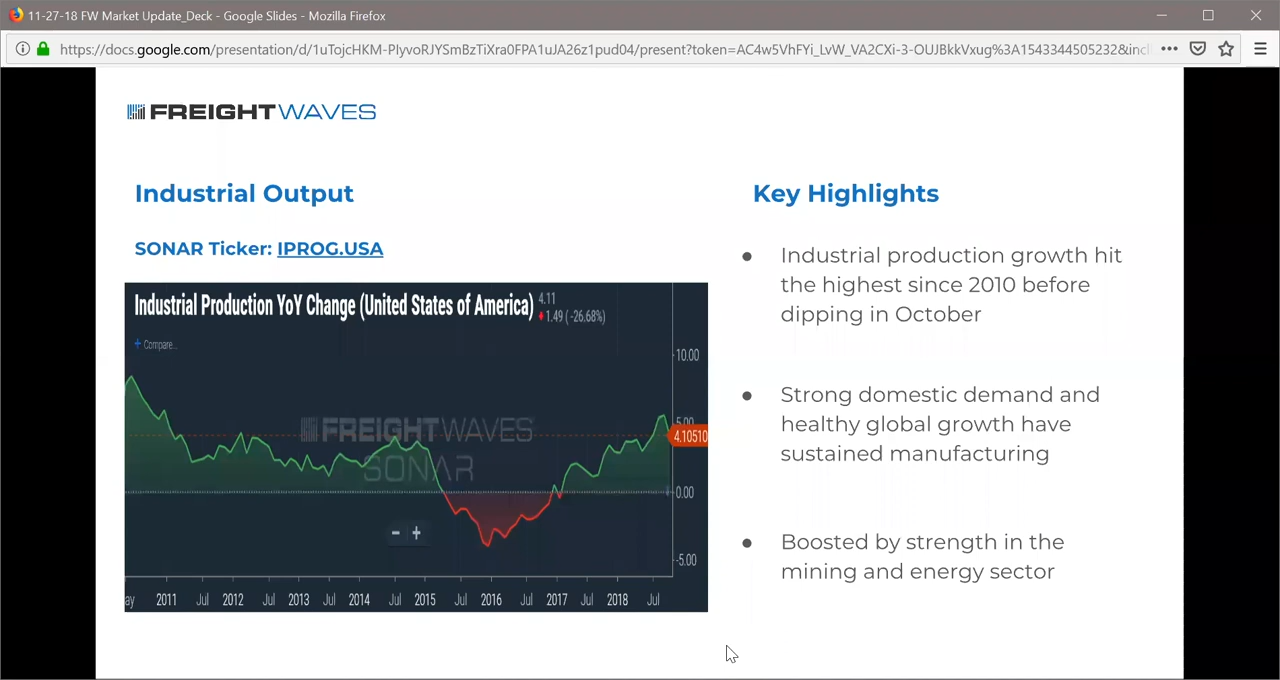 11-27-18 FW Market Update_Deck - Google Slides - Mozilla Firefox
https://docs.google.com/presentation/d/1uTojcHKM-PIyvoRJYSmBzTiXra0FPA1uJA26z1pud04/present?token=AC4w5VhFYi_LvW_VA2CXi-3-OUJBkkVxug%3A1543344505232&incl
FREIGHTWAVES
Industrial Output
SONAR Ticker: IPROG.USA
Industrial Production YoY Change (United States of America)
4.11
1.49 ( -26.68%)
+ Compare...
FREIGHTWAVES
SONAR
10.00
5.00
4.10510
0.00
-5.00
ay 2011 Jul 2012 Jul 2013 Jul 2014 Jul 2015 Jul 2016 Jul 2017 Jul 2018 Jul
Key Highlights
● Industrial production growth hit
the highest since 2010 before
dipping in October
● Strong domestic demand and
healthy global growth have
sustained manufacturing
● Boosted by strength in the
mining and energy sector